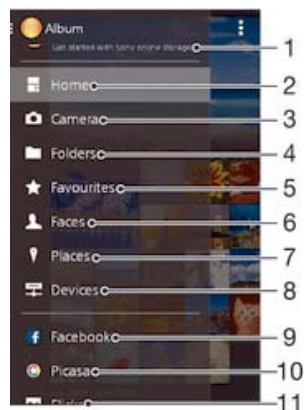 Album
Get started with Sony online storage 1
Home 2
Camera 3
Folders 4
Favourites 5
Faces 6
Places 7
Devices 8
Facebook 9
Picasa 10
Flickr 11